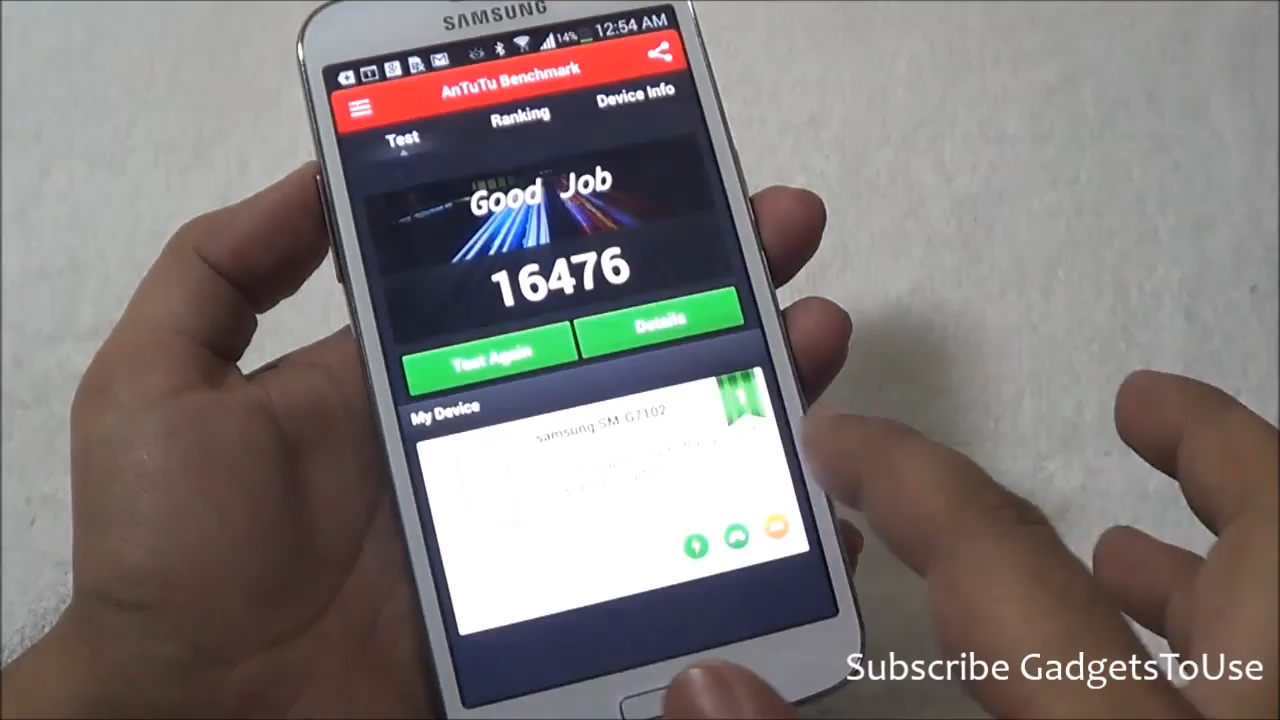 SAMSUNG
14% 12:54 AM
AnTuTu Benchmark
Test Ranking Device Info
Good Job
16476
Test Again Details
My Device
samsung SM-G7102
Subscribe GadgetsToUse